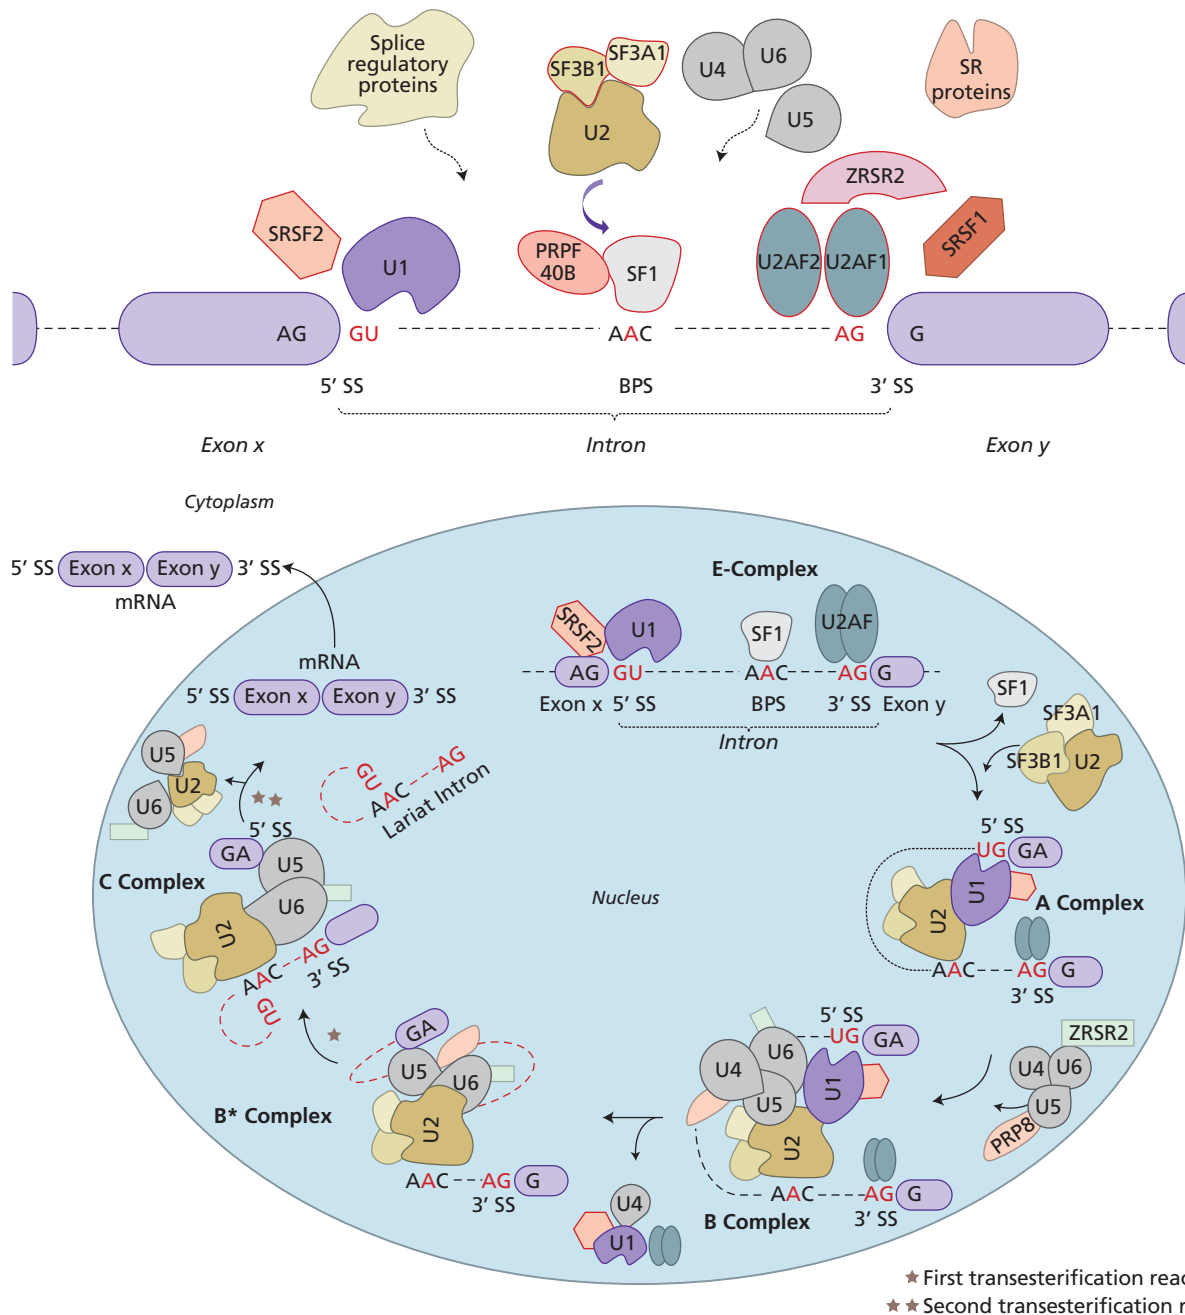 Splice
regulatory
proteins
SF3B1
SF3A1
U2
U4
U6
U5
SR
proteins
ZRSR2
SRSF2
U1
PRPF
40B
SF1
U2AF2
U2AF1
SRSF1
AG
GU
AAC
AG
G
5′ SS
BPS
3′ SS
Exon x
Intron
Exon y
Cytoplasm
5′ SS
Exon x
Exon y
3′ SS
mRNA
E-Complex
SRSF2
U1
SF1
U2AF
AG
GU
AAC
AG
G
Exon x
5′ SS
BPS
3′ SS
Exon y
Intron
mRNA
5′ SS
Exon x
Exon y
3′ SS
SF1
SF3A1
SF3B1
U2
U5
U2
U6
GU
AAC
AG
Lariat Intron
5′ SS
GA
U5
C Complex
U6
U2
AG
AAC
3′ SS
GU
Nucleus
5′ SS
UG
GA
U1
U2
A Complex
AAC
AG
G
3′ SS
ZRSR2
U4
U6
U5
PRP8
5′ SS
UG
GA
U6
U4
U1
U5
U2
AAC
AG
G
B Complex
3′ SS
GA
U5
U6
B* Complex
U2
AAC
AG
G
3′ SS
U4
U1
First transesterification
Second transesterification